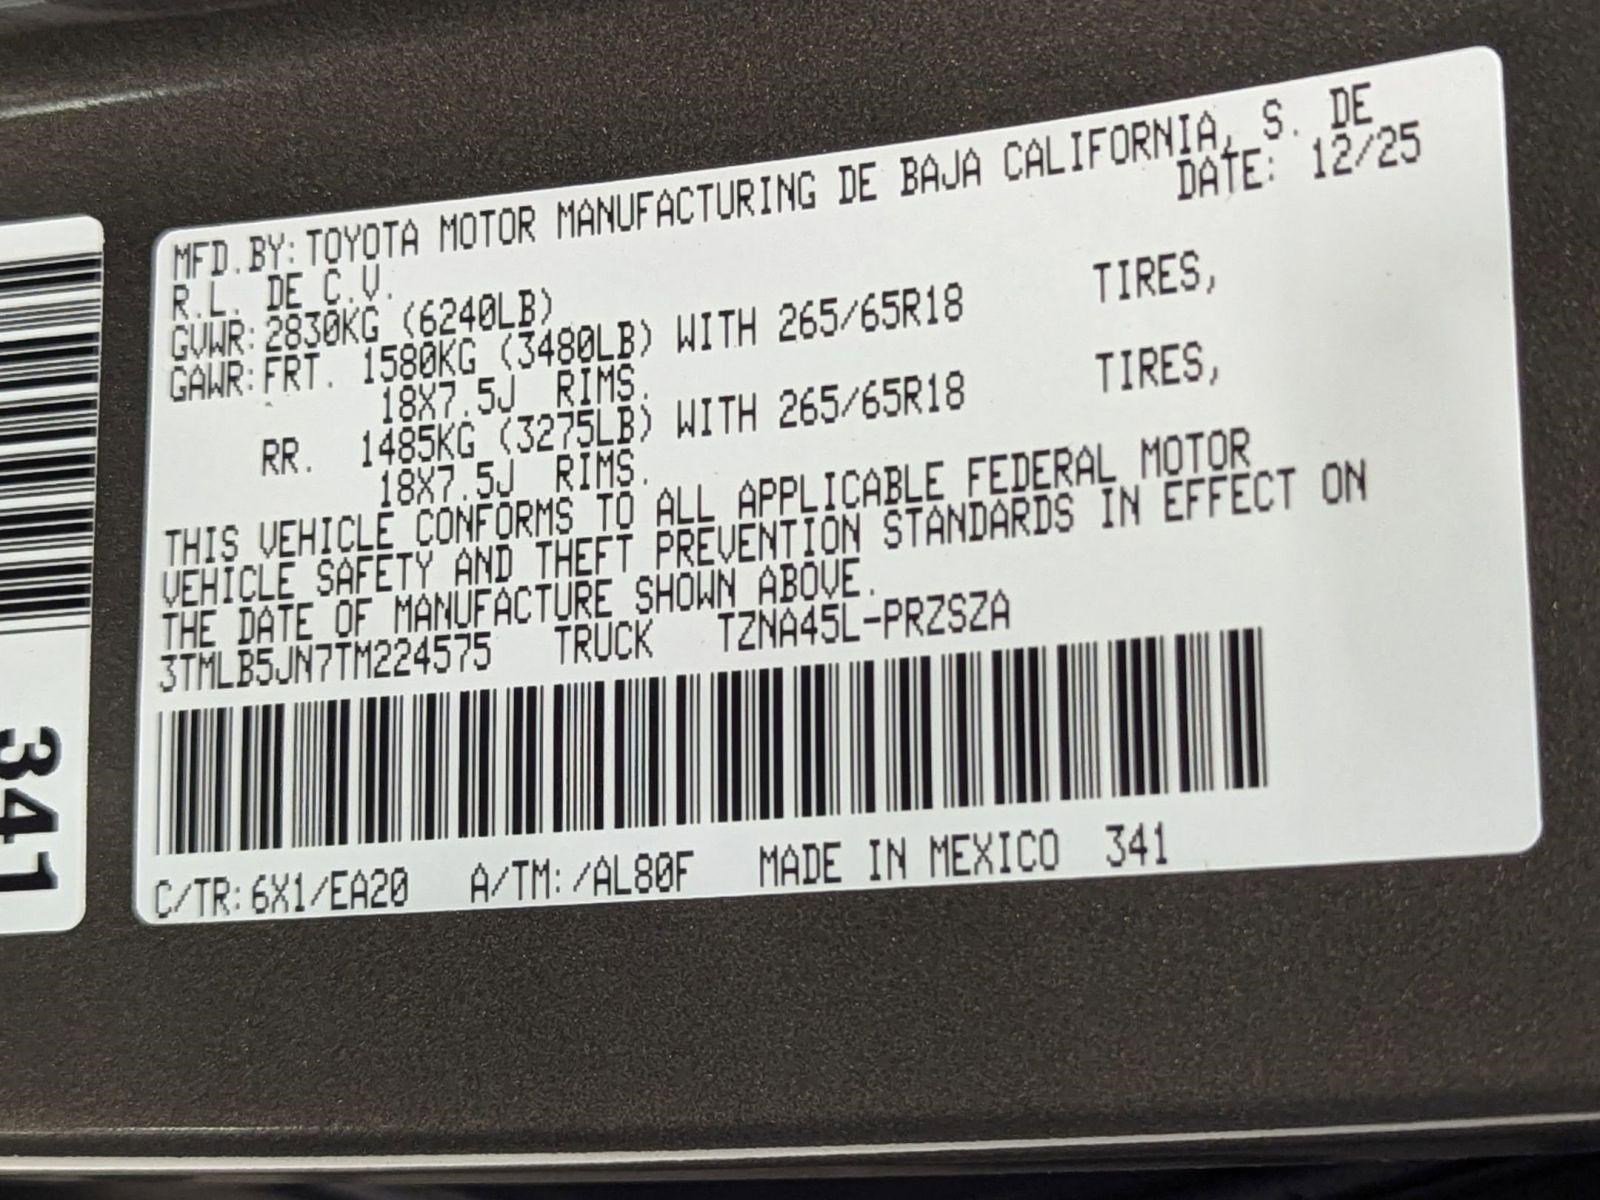 MFD.BY: TOYOTA MOTOR MANUFACTURING DE BAJA CALIFORNIA, S. DE
R.L. DE C.V. DATE: 12/25
GVWR: 2830KG (6240LB)
GAWR: FRT. 1580KG (3480LB) WITH 265/65R18 TIRES,
18X7.5J RIMS.
RR. 1485KG (3275LB) WITH 265/65R18 TIRES,
18X7.5J RIMS.
THIS VEHICLE CONFORMS TO ALL APPLICABLE FEDERAL MOTOR
VEHICLE SAFETY AND THEFT PREVENTION STANDARDS IN EFFECT ON
THE DATE OF MANUFACTURE SHOWN ABOVE.
3TMLB5JN7TM224575 TRUCK TZNA45L-PRZSZA
C/TR: 6X1/EA20 A/TM: /AL80F MADE IN MEXICO 341
341